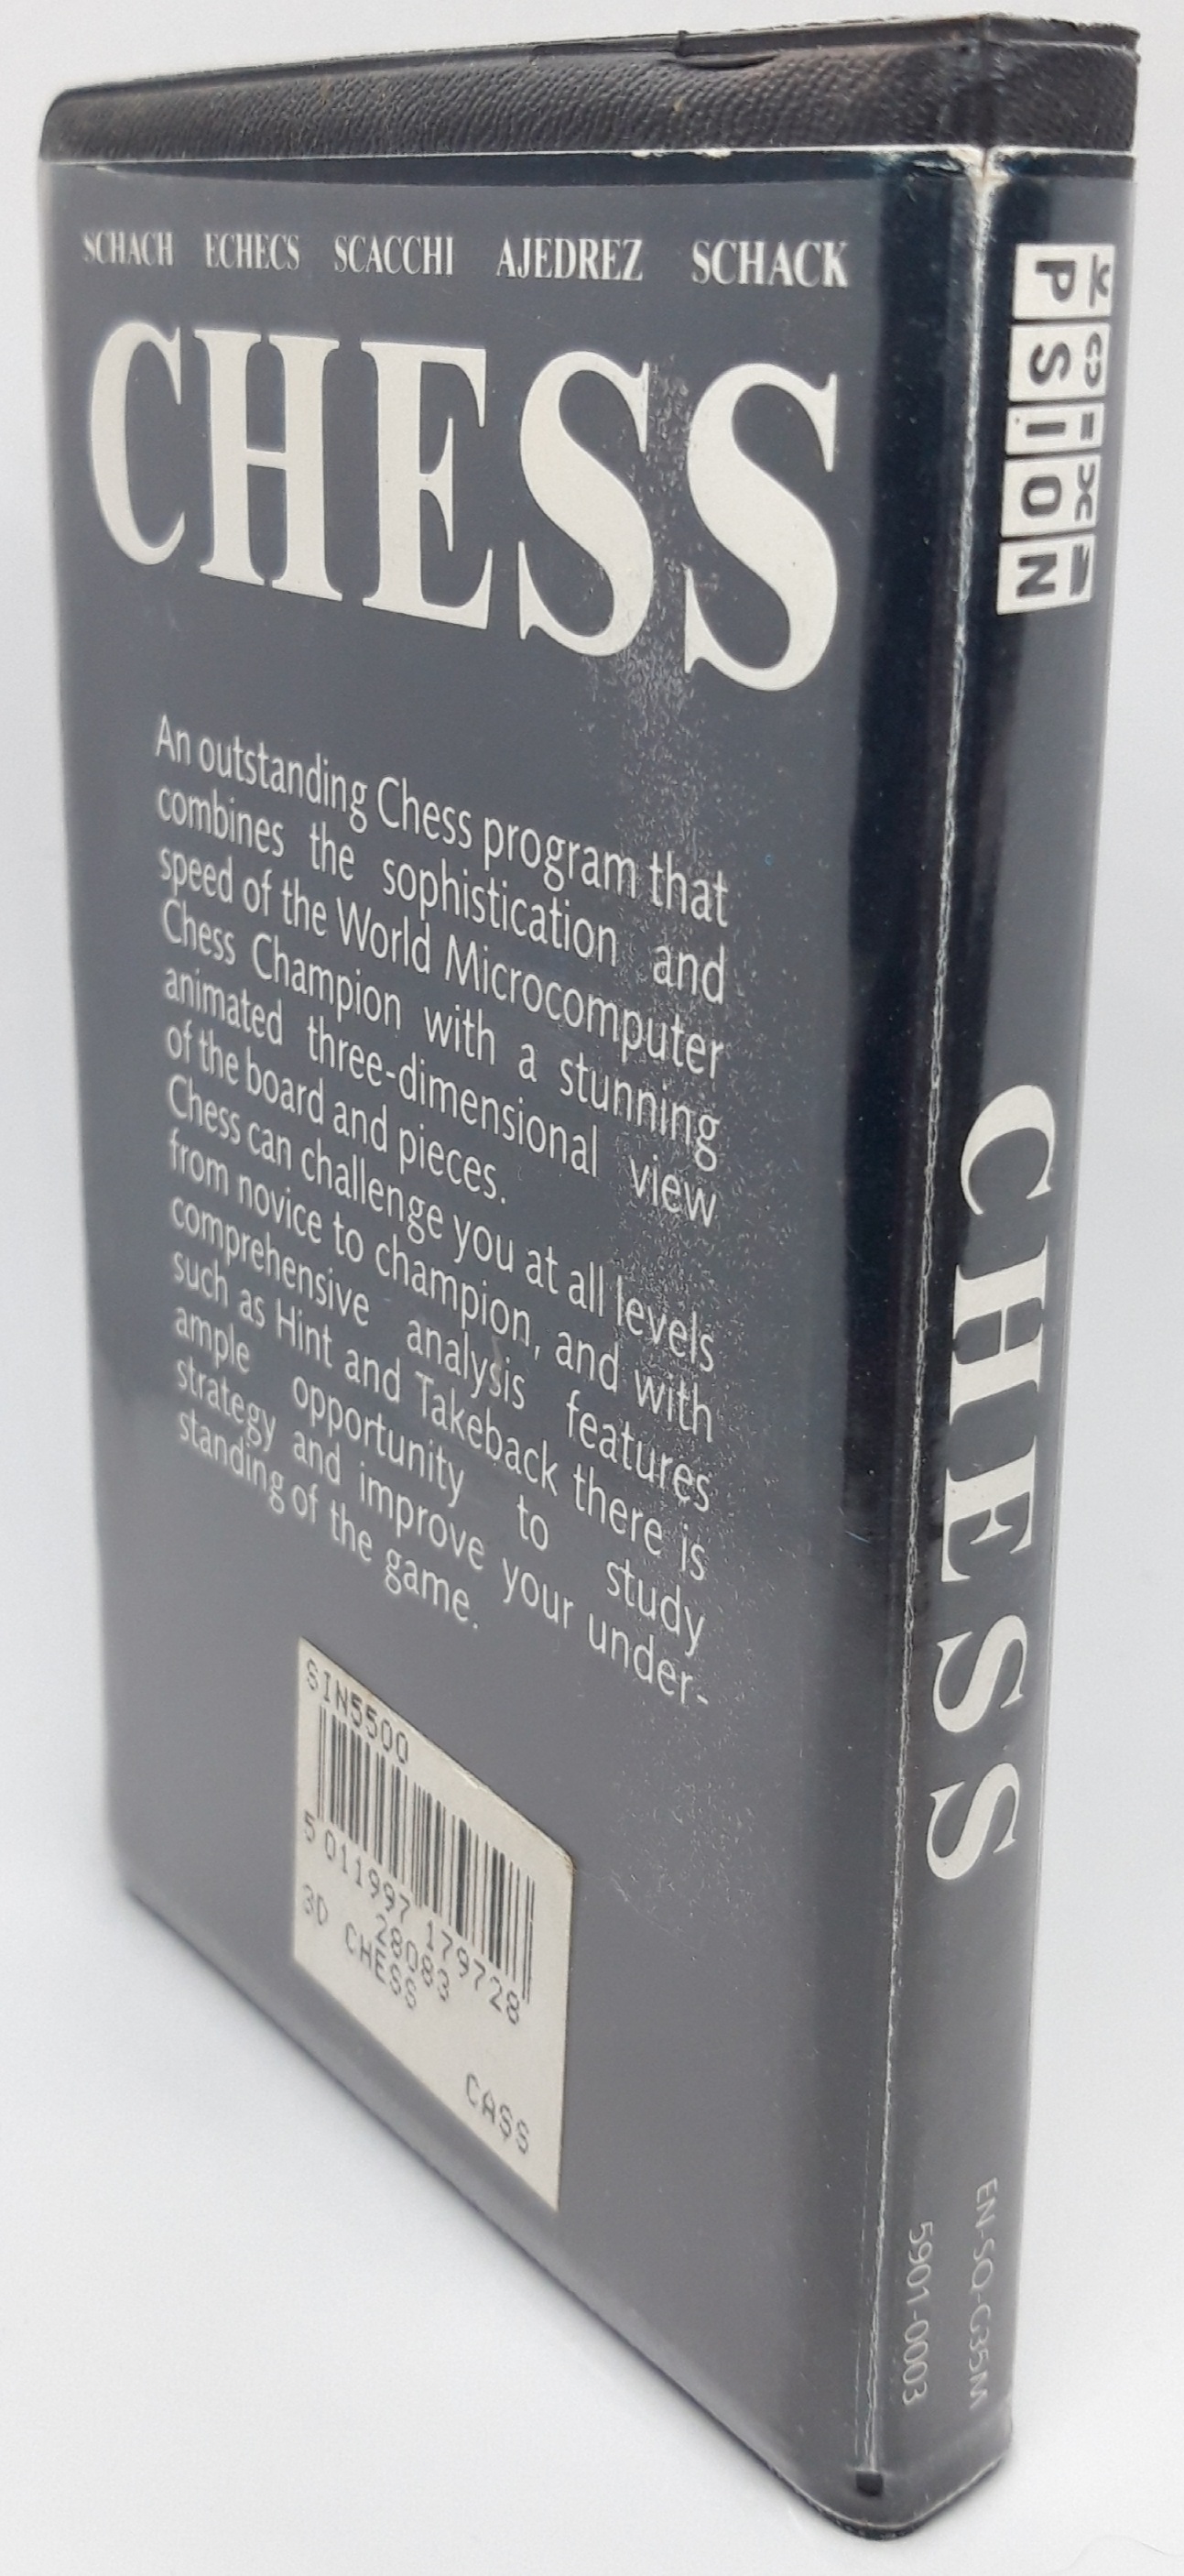 SCHACH ECHECS SCACCHI AJEDREZ SCHACK
CHESS
An outstanding Chess program that
combines the sophistication and
speed of the World Microcomputer
Chess Champion with a stunning
animated three-dimensional view
of the board and pieces.
Chess can challenge you at all levels
from novice to champion, and with
comprehensive analysis features
such as Hint and Takeback there is
ample opportunity to study
strategy and improve your under-
standing of the game.
SIN5500
5 011997 179728
28083
3D CHESS
CASS
PSION
CHESS
EN-SQ-G35M
5901-0003